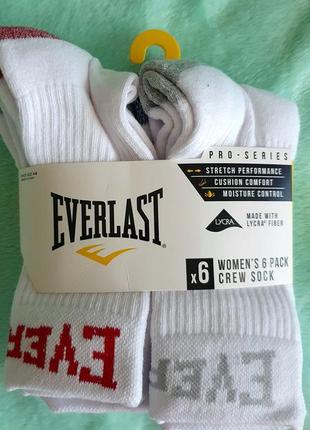 PRO-SERIES
STRETCH PERFORMANCE
CUSHION COMFORT
MOISTURE CONTROL
LYCRA
MADE WITH
LYCRA® FIBER
EVERLAST
x6
WOMEN'S 6 PACK
CREW SOCK
EVER
EVE